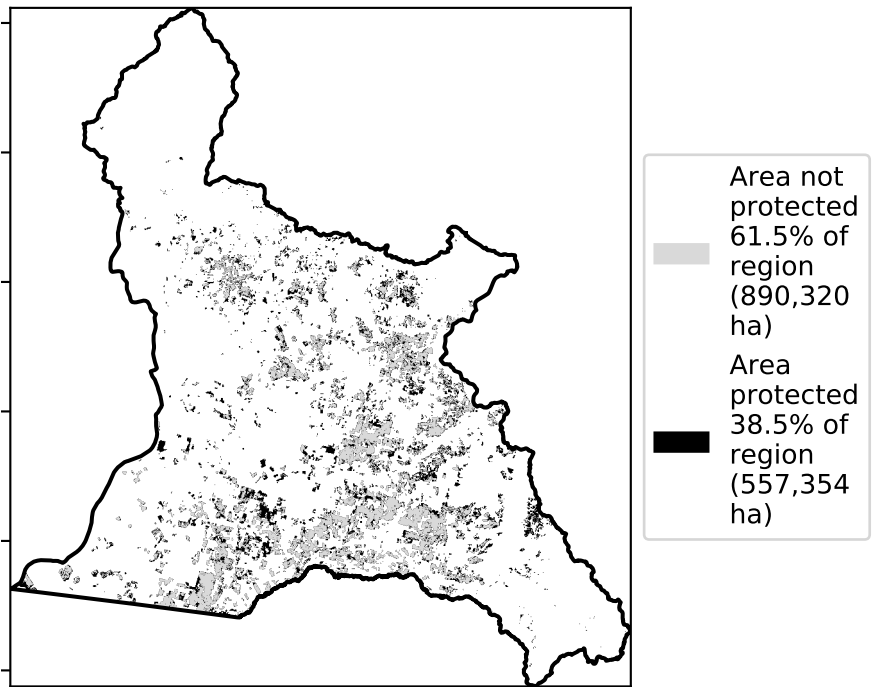 Area not
protected
61.5% of
region
(890,320
ha)
Area
protected
38.5% of
region
(557,354
ha)